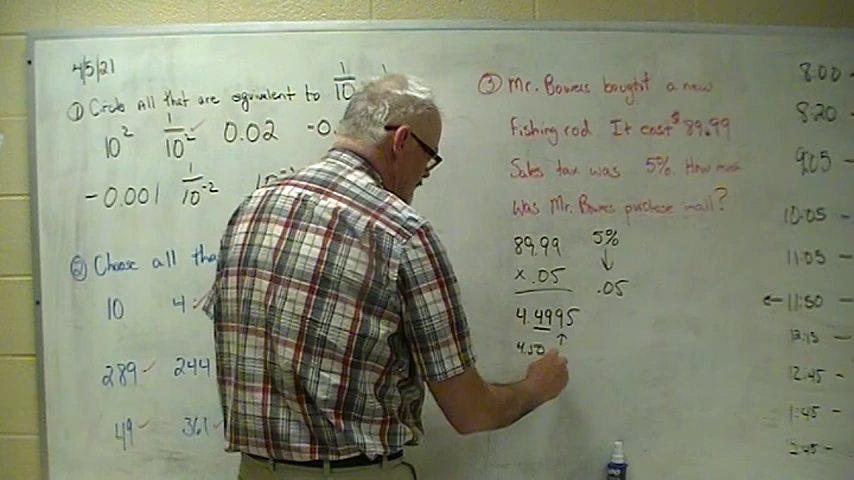 4/5/21
① Circle all that are equivalent to 1/10
10² 1/10² ✓ 0.02 -0.
-0.001 1/10⁻² 10
② Choose all tha
10 4 ✓
289 ✓ 244
49 ✓ 361 ✓
③ Mr. Bowers bought a new
fishing rod It cost $89.99
Sales tax was 5%. How much
was Mr. Bowers purchase in all?
89.99 5%
x .05 ↓
.05
4.4995
4.50 ↑
8:00 -
8:20 -
9:05 -
10:05 -
11:05 -
← 11:50 -
12:15 -
12:45 -
1:45 -
2:45 -